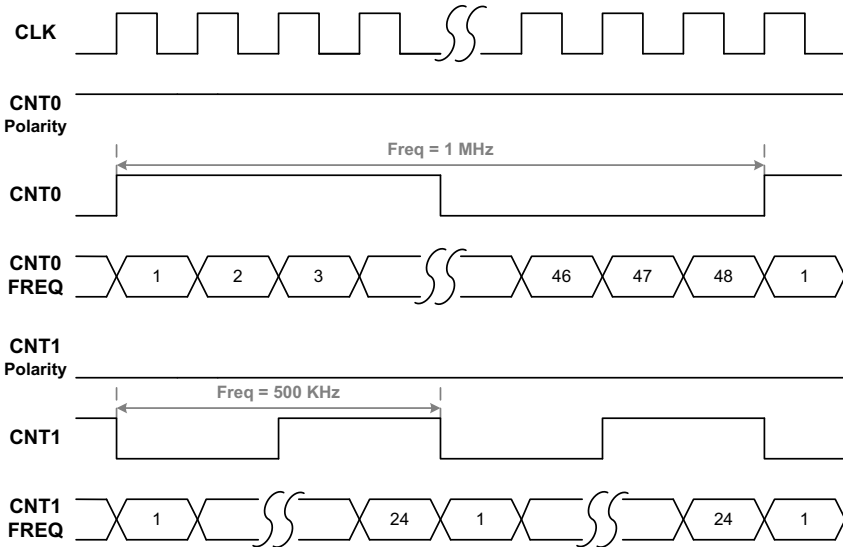 CLK
CNT0
Polarity
Freq = 1 MHz
CNT0
CNT0
FREQ
1 2 3 46 47 48 1
CNT1
Polarity
Freq = 500 KHz
CNT1
CNT1
FREQ
1 24 1 24 1